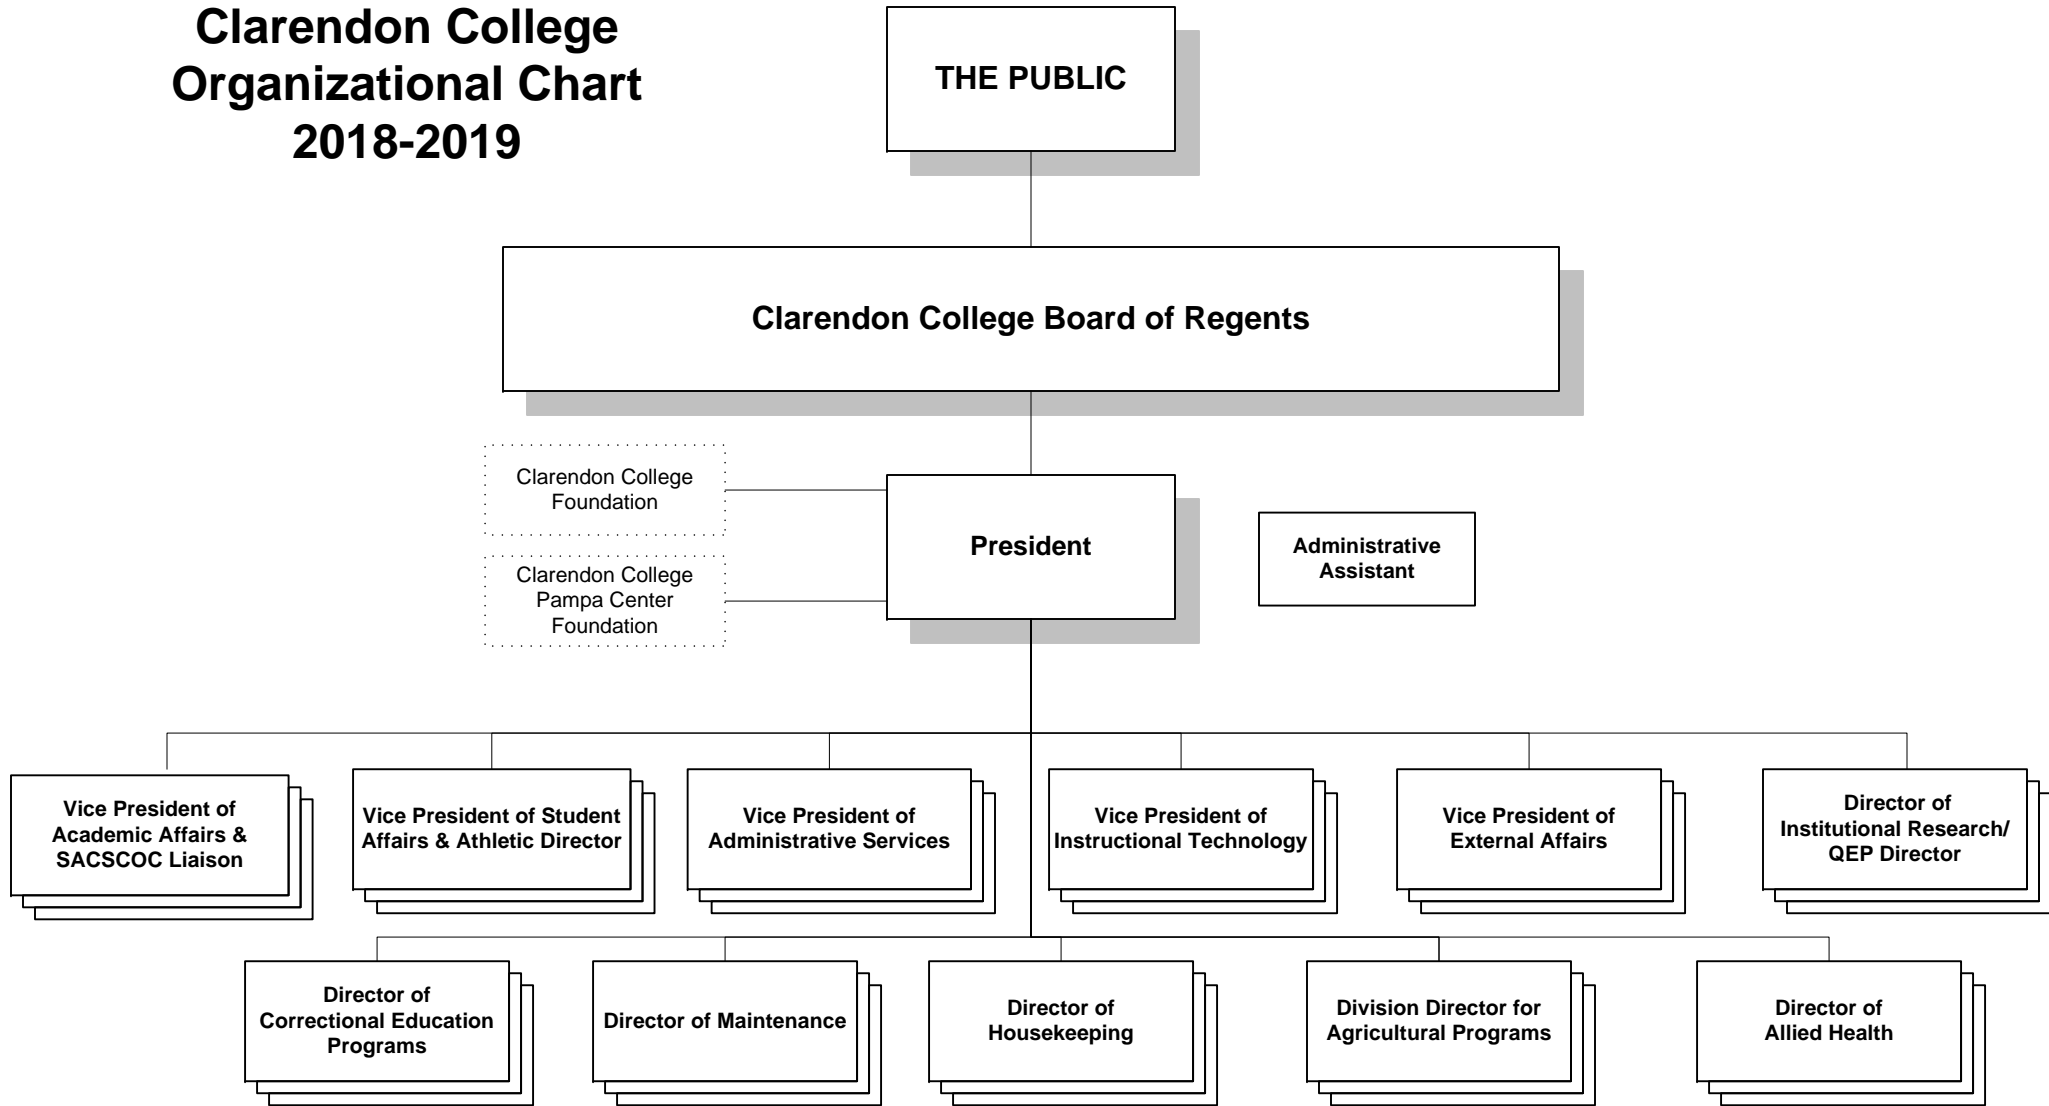 Clarendon College
Organizational Chart
2018-2019
THE PUBLIC
Clarendon College Board of Regents
Clarendon College
Foundation
Clarendon College
Pampa Center
Foundation
President
Administrative
Assistant
Vice President of
Academic Affairs &
SACSCOC Liaison
Vice President of Student
Affairs & Athletic Director
Vice President of
Administrative Services
Vice President of
Instructional Technology
Vice President of
External Affairs
Director of
Institutional Research/
QEP Director
Director of
Correctional Education
Programs
Director of Maintenance
Director of
Housekeeping
Division Director for
Agricultural Programs
Director of
Allied Health